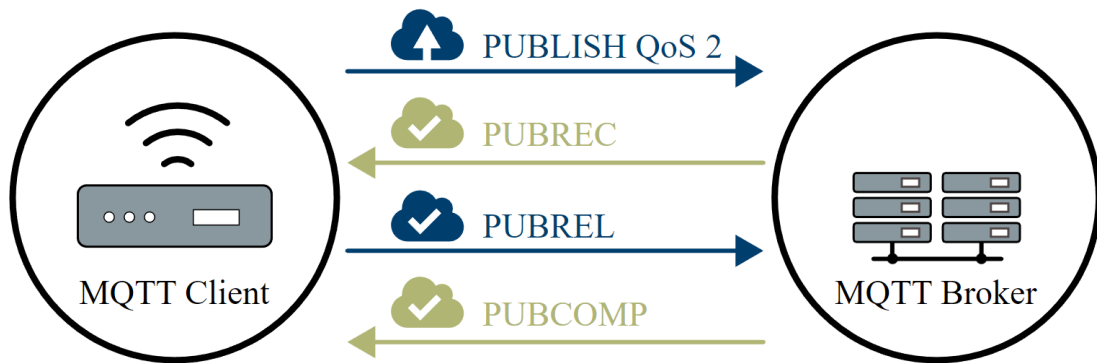 PUBLISH QoS 2
PUBREC
PUBREL
PUBCOMP
MQTT Client
MQTT Broker